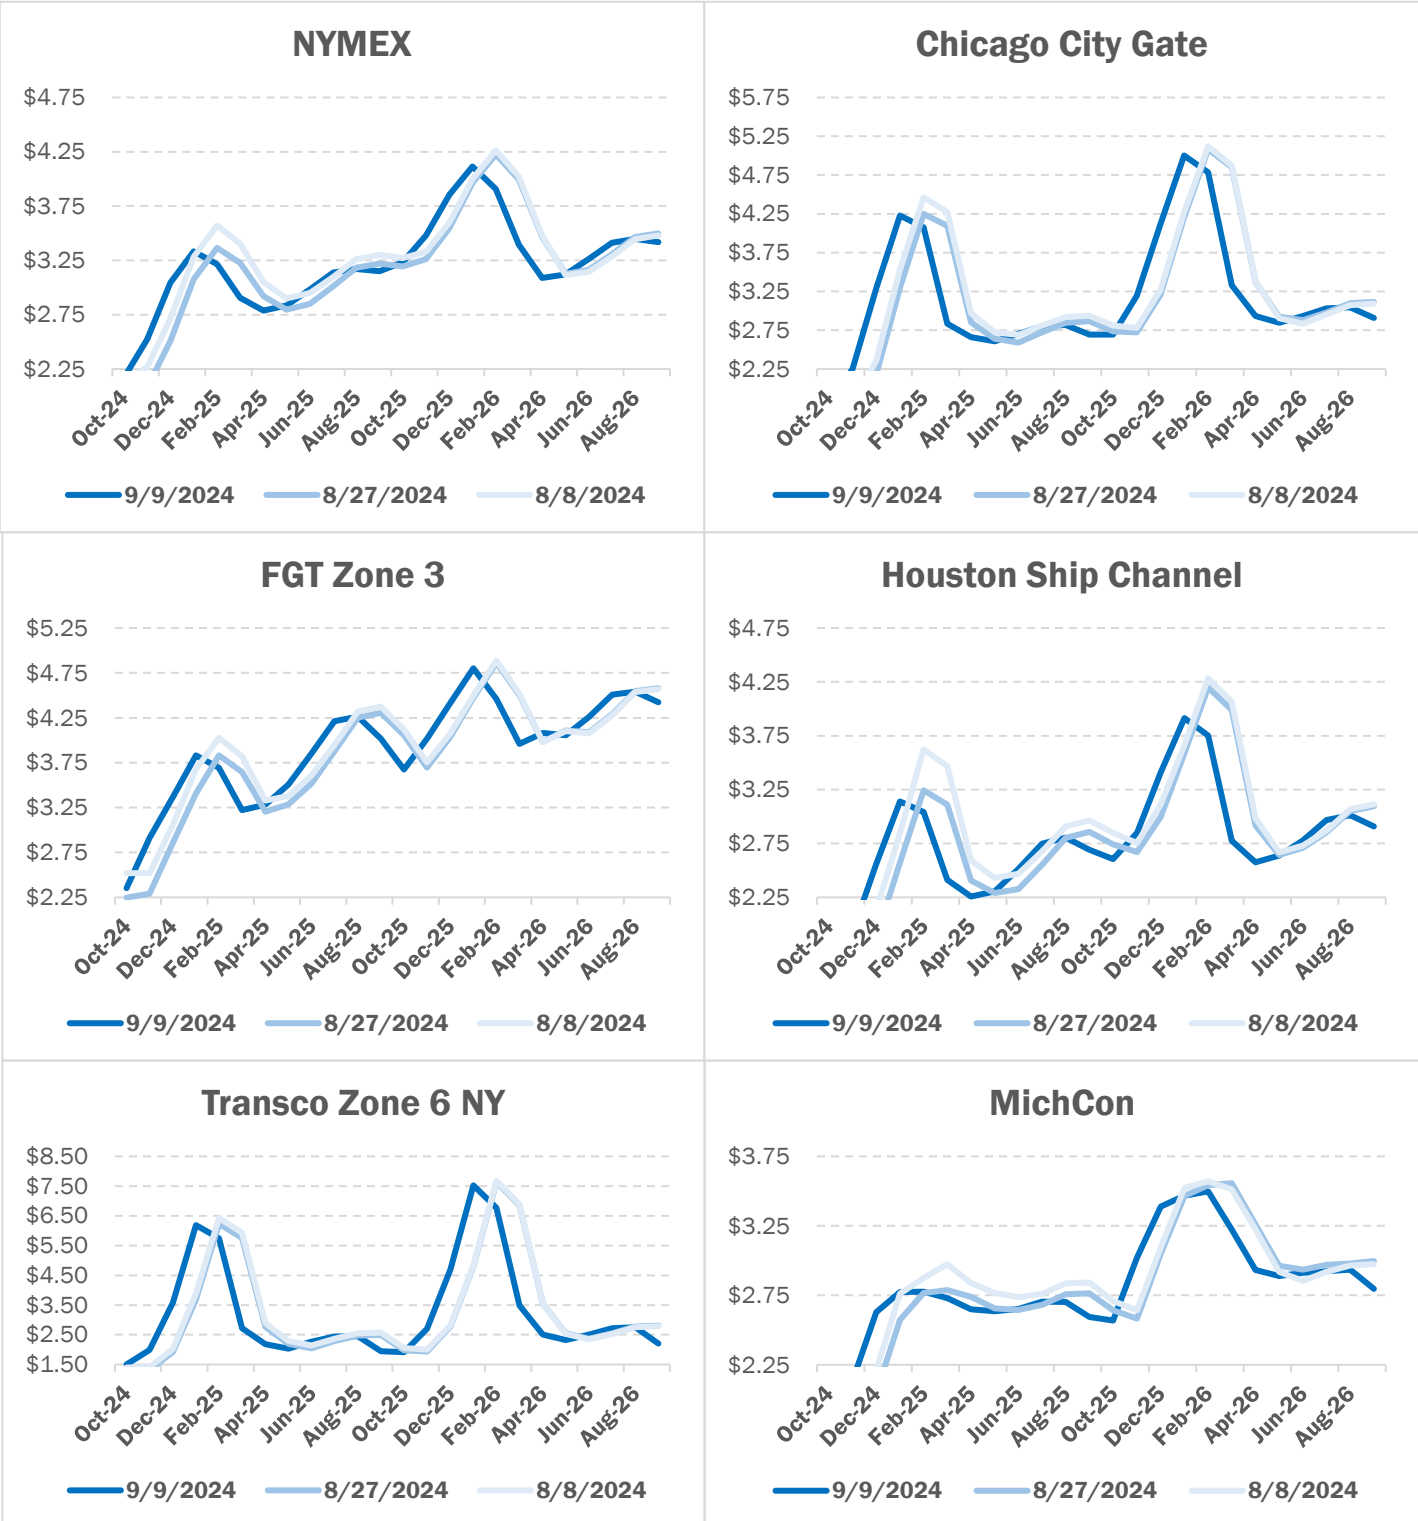 NYMEX
$4.75
$4.25
$3.75
$3.25
$2.75
$2.25
Oct-24 Dec-24 Feb-25 Apr-25 Jun-25 Aug-25 Oct-25 Dec-25 Feb-26 Apr-26 Jun-26 Aug-26
9/9/2024 8/27/2024 8/8/2024
Chicago City Gate
$5.75
$5.25
$4.75
$4.25
$3.75
$3.25
$2.75
$2.25
Oct-24 Dec-24 Feb-25 Apr-25 Jun-25 Aug-25 Oct-25 Dec-25 Feb-26 Apr-26 Jun-26 Aug-26
9/9/2024 8/27/2024 8/8/2024
FGT Zone 3
$5.25
$4.75
$4.25
$3.75
$3.25
$2.75
$2.25
Oct-24 Dec-24 Feb-25 Apr-25 Jun-25 Aug-25 Oct-25 Dec-25 Feb-26 Apr-26 Jun-26 Aug-26
9/9/2024 8/27/2024 8/8/2024
Houston Ship Channel
$4.75
$4.25
$3.75
$3.25
$2.75
$2.25
Oct-24 Dec-24 Feb-25 Apr-25 Jun-25 Aug-25 Oct-25 Dec-25 Feb-26 Apr-26 Jun-26 Aug-26
9/9/2024 8/27/2024 8/8/2024
Transco Zone 6 NY
$8.50
$7.50
$6.50
$5.50
$4.50
$3.50
$2.50
$1.50
Oct-24 Dec-24 Feb-25 Apr-25 Jun-25 Aug-25 Oct-25 Dec-25 Feb-26 Apr-26 Jun-26 Aug-26
9/9/2024 8/27/2024 8/8/2024
MichCon
$3.75
$3.25
$2.75
$2.25
Oct-24 Dec-24 Feb-25 Apr-25 Jun-25 Aug-25 Oct-25 Dec-25 Feb-26 Apr-26 Jun-26 Aug-26
9/9/2024 8/27/2024 8/8/2024